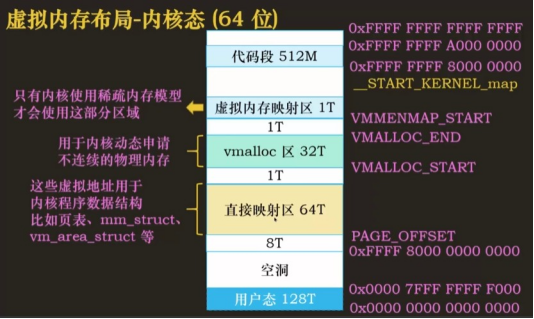 虚拟内存布局-内核态 (64 位)
0xFFFF FFFF FFFF FFFF
0xFFFF FFFF A000 0000
代码段 512M
0xFFFF FFFF 8000 0000
__START_KERNEL_map
只有内核使用稀疏内存模型
才会使用这部分区域
虚拟内存映射区 1T
VMMENMAP_START
1T
VMALLOC_END
用于内核动态申请
不连续的物理内存
vmalloc 区 32T
VMALLOC_START
1T
这些虚拟地址用于
内核程序数据结构
比如页表、mm_struct、
vm_area_struct 等
直接映射区 64T
PAGE_OFFSET
8T
0xFFFF 8000 0000 0000
空洞
0x0000 7FFF FFFF F000
用户态 128T
0x0000 0000 0000 0000